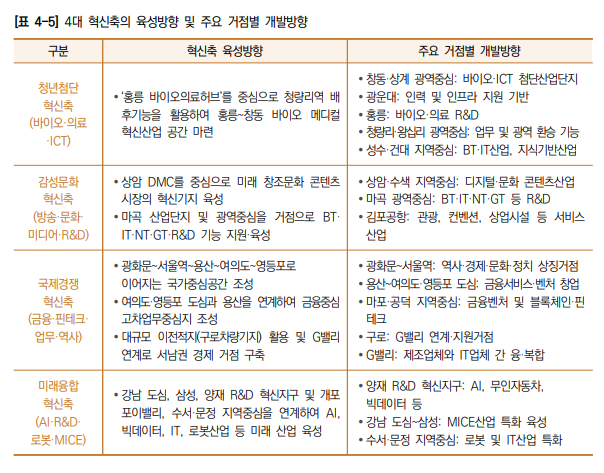 [표 4-5] 4대 혁신축의 육성방향 및 주요 거점별 개발방향
구분
혁신축 육성방향
주요 거점별 개발방향
청년첨단
혁신축
(바이오·의료
·ICT)
• '홍릉 바이오의료허브'를 중심으로 청량리역 배
후기능을 활용하여 홍릉~창동 바이오 메디컬
혁신산업 공간 마련
• 창동·상계 광역중심: 바이오·ICT 첨단산업단지
• 광운대: 인력 및 인프라 지원 기반
• 홍릉: 바이오·의료 R&D
• 청량리·왕십리 광역중심: 업무 및 광역 환승 기능
• 성수·건대 지역중심: BT·IT산업, 지식기반산업
감성문화
혁신축
(방송·문화·
미디어·R&D)
• 상암 DMC를 중심으로 미래 창조문화 콘텐츠
시장의 혁신기지 육성
• 마곡 산업단지 및 광역중심을 거점으로 BT·
IT·NT·GT·R&D 기능 지원·육성
• 상암·수색 지역중심: 디지털·문화 콘텐츠산업
• 마곡 광역중심: BT·IT·NT·GT 등 R&D
• 김포공항: 관광, 컨벤션, 상업시설 등 서비스
산업
국제경쟁
혁신축
(금융·핀테크·
업무·역사)
• 광화문~서울역~용산~여의도~영등포로
이어지는 국가중심공간 조성
• 여의도·영등포 도심과 용산을 연계하여 금융중심
고차업무중심지 조성
• 대규모 이전적지(구로차량기지) 활용 및 G밸리
연계로 서남권 경제 거점 구축
• 광화문~서울역: 역사·경제·문화·정치 상징거점
• 용산~여의도·영등포 도심: 금융서비스·벤처 창업
• 마포·공덕 지역중심: 금융벤처 및 블록체인·핀
테크
• 구로: G밸리 연계·지원거점
• G밸리: 제조업체와 IT업체 간 융·복합
미래융합
혁신축
(AI·R&D·
로봇·MICE)
• 강남 도심, 삼성, 양재 R&D 혁신지구 및 개포
포이밸리, 수서·문정 지역중심을 연계하여 AI,
빅데이터, IT, 로봇산업 등 미래 산업 육성
• 양재 R&D 혁신지구: AI, 무인자동차,
빅데이터 등
• 강남 도심~삼성: MICE산업 특화 육성
• 수서·문정 지역중심: 로봇 및 IT산업 특화